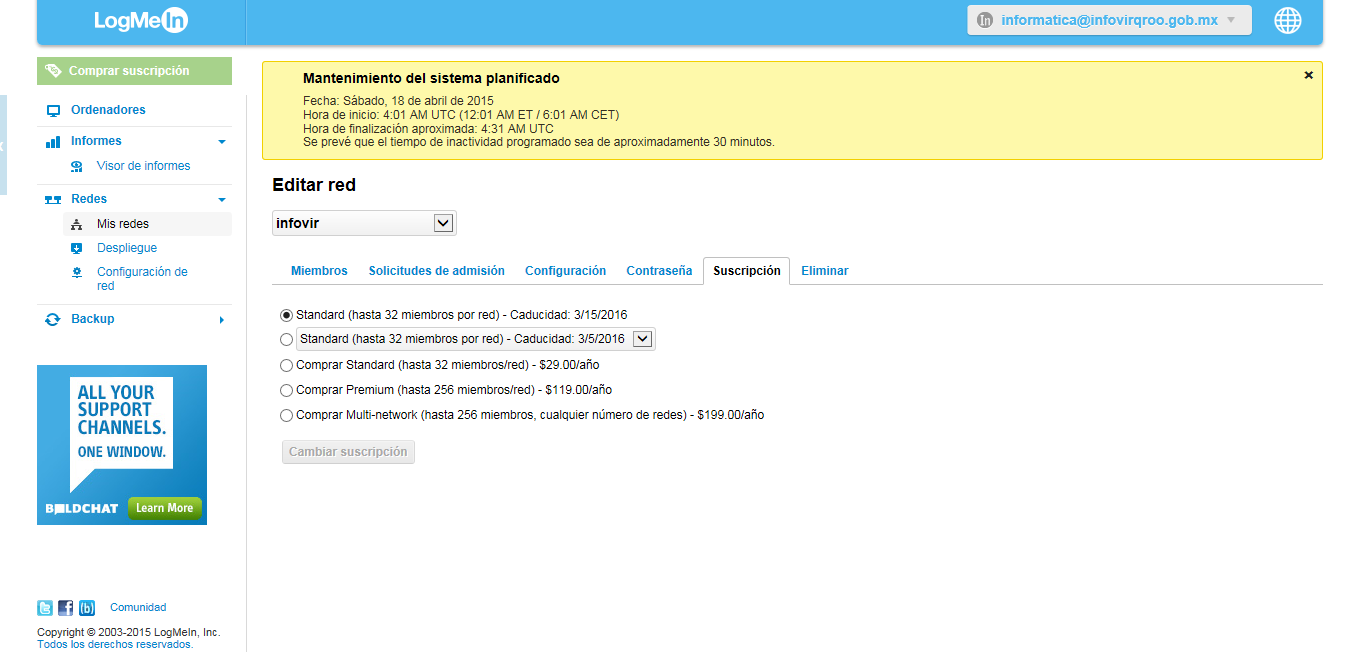 LogMeIn
In informatica@infovirqroo.gob.mx
Comprar suscripción
Ordenadores
Informes
Visor de informes
Redes
Mis redes
Despliegue
Configuración de
red
Backup
ALL YOUR
SUPPORT
CHANNELS.
ONE WINDOW.
BOLDCHAT
Learn More
Comunidad
Copyright © 2003-2015 LogMeIn, Inc.
Todos los derechos reservados.
Mantenimiento del sistema planificado
Fecha: Sábado, 18 de abril de 2015
Hora de inicio: 4:01 AM UTC (12:01 AM ET / 6:01 AM CET)
Hora de finalización aproximada: 4:31 AM UTC
Se prevé que el tiempo de inactividad programado sea de aproximadamente 30 minutos.
Editar red
infovir
Miembros Solicitudes de admisión Configuración Contraseña Suscripción Eliminar
Standard (hasta 32 miembros por red) - Caducidad: 3/15/2016
Standard (hasta 32 miembros por red) - Caducidad: 3/5/2016
Comprar Standard (hasta 32 miembros/red) - $29.00/año
Comprar Premium (hasta 256 miembros/red) - $119.00/año
Comprar Multi-network (hasta 256 miembros, cualquier número de redes) - $199.00/año
Cambiar suscripción